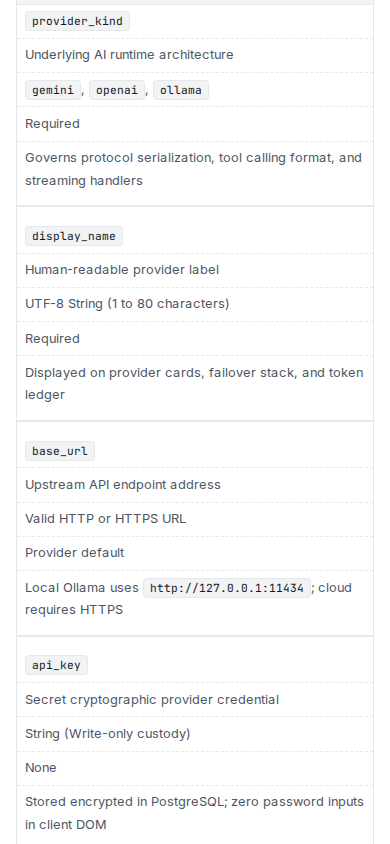 provider_kind
Underlying AI runtime architecture
gemini, openai, ollama
Required
Governs protocol serialization, tool calling format, and
streaming handlers
display_name
Human-readable provider label
UTF-8 String (1 to 80 characters)
Required
Displayed on provider cards, failover stack, and token
ledger
base_url
Upstream API endpoint address
Valid HTTP or HTTPS URL
Provider default
Local Ollama uses http://127.0.0.1:11434; cloud
requires HTTPS
api_key
Secret cryptographic provider credential
String (Write-only custody)
None
Stored encrypted in PostgreSQL; zero password inputs
in client DOM